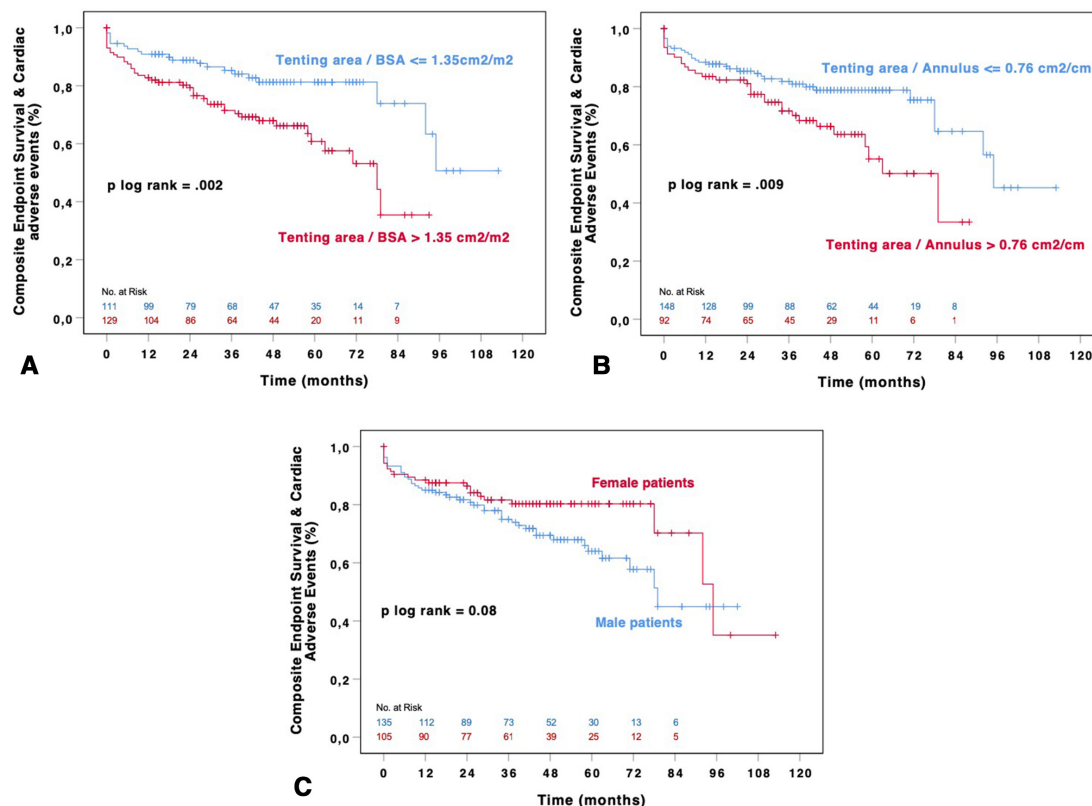 Composite Endpoint Survival & Cardiac
adverse events (%)
1,0
0,8
0,6
0,4
0,2
0,0
Tenting area / BSA <= 1.35cm2/m2
p log rank = .002
Tenting area / BSA > 1.35 cm2/m2
No. at Risk
111 99 79 68 47 35 14 7
129 104 86 64 44 20 11 9
0 12 24 36 48 60 72 84 96 108 120
Time (months)
A
Composite Endpoint Survival & Cardiac
Adverse Events (%)
1,0
0,8
0,6
0,4
0,2
0,0
Tenting area / Annulus <= 0.76 cm2/cm
p log rank = .009
Tenting area / Annulus > 0.76 cm2/cm
No. at Risk
148 128 99 88 62 44 19 8
92 74 65 45 29 11 6 1
0 12 24 36 48 60 72 84 96 108 120
Time (months)
B
Composite Endpoint Survival & Cardiac
Adverse Events (%)
1,0
0,8
0,6
0,4
0,2
0,0
Female patients
p log rank = 0.08
Male patients
No. at Risk
135 112 89 73 52 30 13 6
105 90 77 61 39 25 12 5
0 12 24 36 48 60 72 84 96 108 120
Time (months)
C